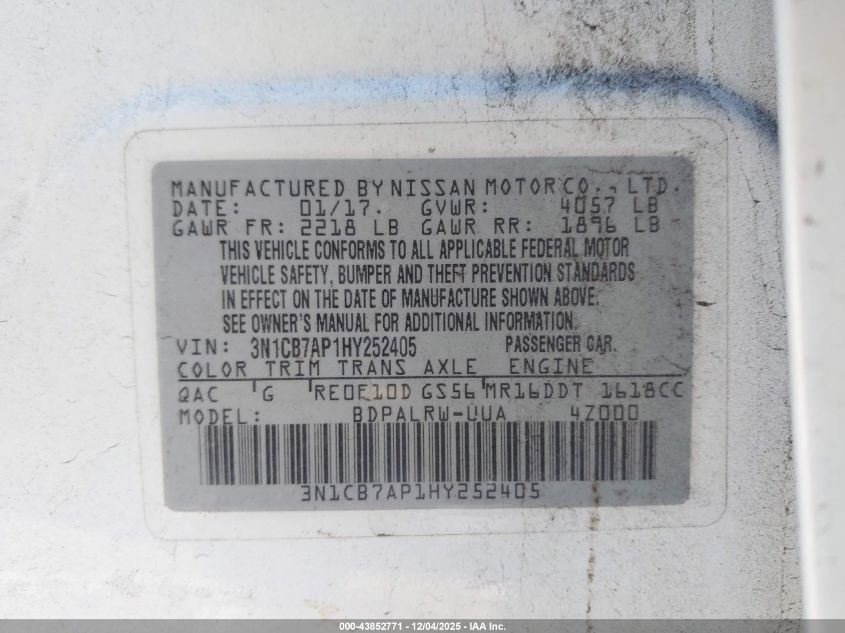 MANUFACTURED BY NISSAN MOTOR CO., LTD.
DATE: 01/17. GVWR: 4057 LB
GAWR FR: 2218 LB GAWR RR: 1896 LB
THIS VEHICLE CONFORMS TO ALL APPLICABLE FEDERAL MOTOR
VEHICLE SAFETY, BUMPER AND THEFT PREVENTION STANDARDS
IN EFFECT ON THE DATE OF MANUFACTURE SHOWN ABOVE.
SEE OWNER'S MANUAL FOR ADDITIONAL INFORMATION.
VIN: 3N1CB7AP1HY252405 PASSENGER CAR.
COLOR TRIM TRANS AXLE ENGINE
QAC G RE0F10D GS56 MR16DDT 1618CC
MODEL: BDPALRW-UUA 4Z000
3N1CB7AP1HY252405
000-43852771 - 12/04/2025 - IAA Inc.